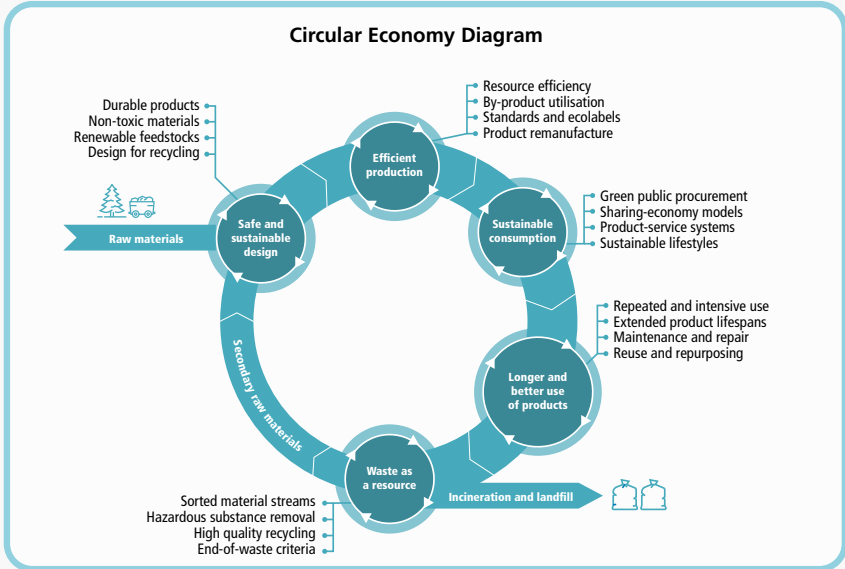 Circular Economy Diagram
Durable products
Non-toxic materials
Renewable feedstocks
Design for recycling
Resource efficiency
By-product utilisation
Standards and ecolabels
Product remanufacture
Efficient
production
Raw materials
Safe and
sustainable
design
Sustainable
consumption
Green public procurement
Sharing-economy models
Product-service systems
Sustainable lifestyles
Repeated and intensive use
Extended product lifespans
Maintenance and repair
Reuse and repurposing
Longer and
better use
of products
Secondary raw materials
Waste as
a resource
Incineration and landfill
Sorted material streams
Hazardous substance removal
High quality recycling
End-of-waste criteria